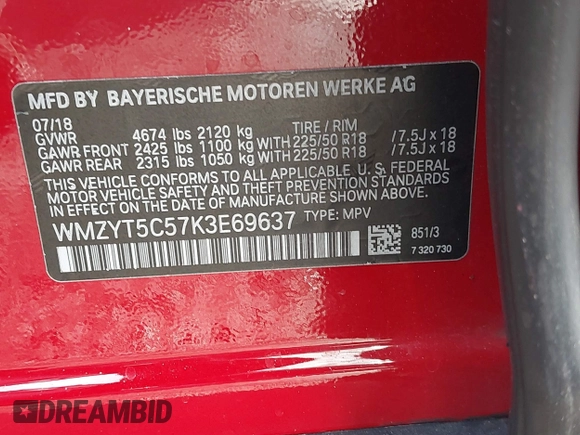 MFD BY BAYERISCHE MOTOREN WERKE AG
07/18 TIRE / RIM
GVWR 4674 lbs 2120 kg
GAWR FRONT 2425 lbs 1100 kg WITH 225/50 R18 / 7.5J x 18
GAWR REAR 2315 lbs 1050 kg WITH 225/50 R18 / 7.5J x 18
THIS VEHICLE CONFORMS TO ALL APPLICABLE U. S. FEDERAL
MOTOR VEHICLE SAFETY AND THEFT PREVENTION STANDARDS
IN EFFECT ON THE DATE OF MANUFACTURE SHOWN ABOVE.
WMZYT5C57K3E69637 TYPE: MPV
851/3
7 320 730
DREAMBID